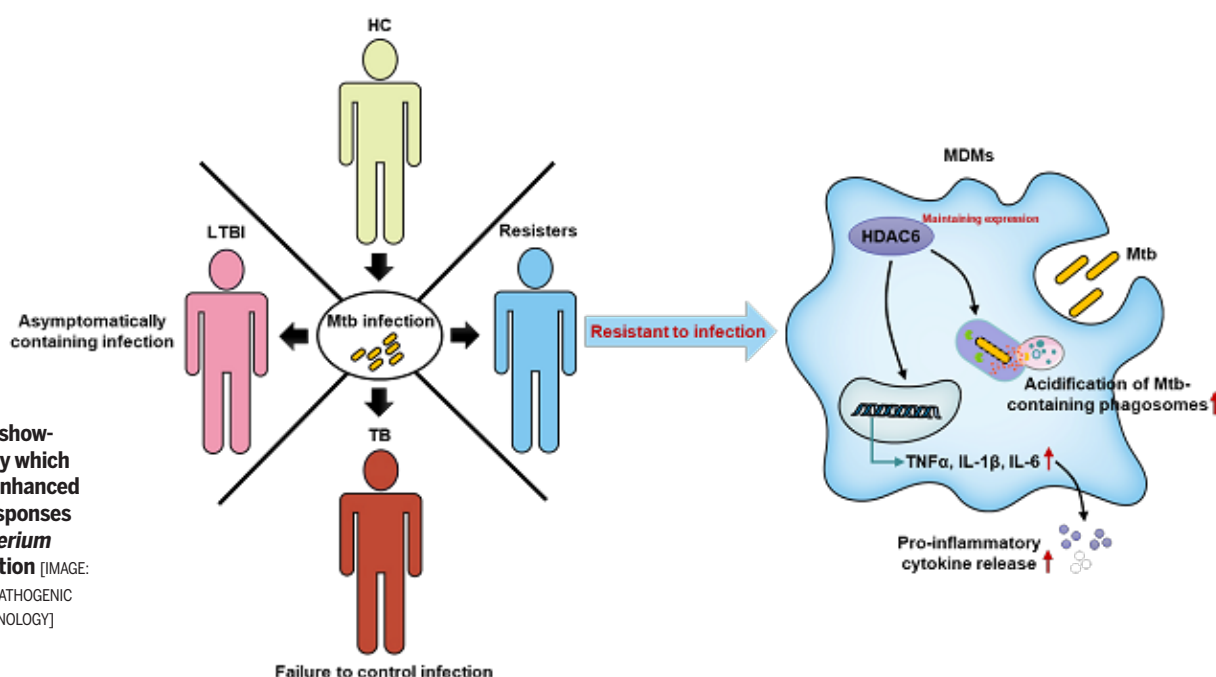 HC
LTBI
Resisters
Asymptomatically
containing infection
Mtb infection
TB
Failure to control infection
Resistant to infection
MDMs
Maintaining expression
HDAC6
Mtb
Acidification of Mtb-
containing phagosomes
TNFα, IL-1β, IL-6
Pro-inflammatory
cytokine release
show-
y which
nhanced
sponses
erium
tion [IMAGE:
ATHOGENIC
NOLOGY]